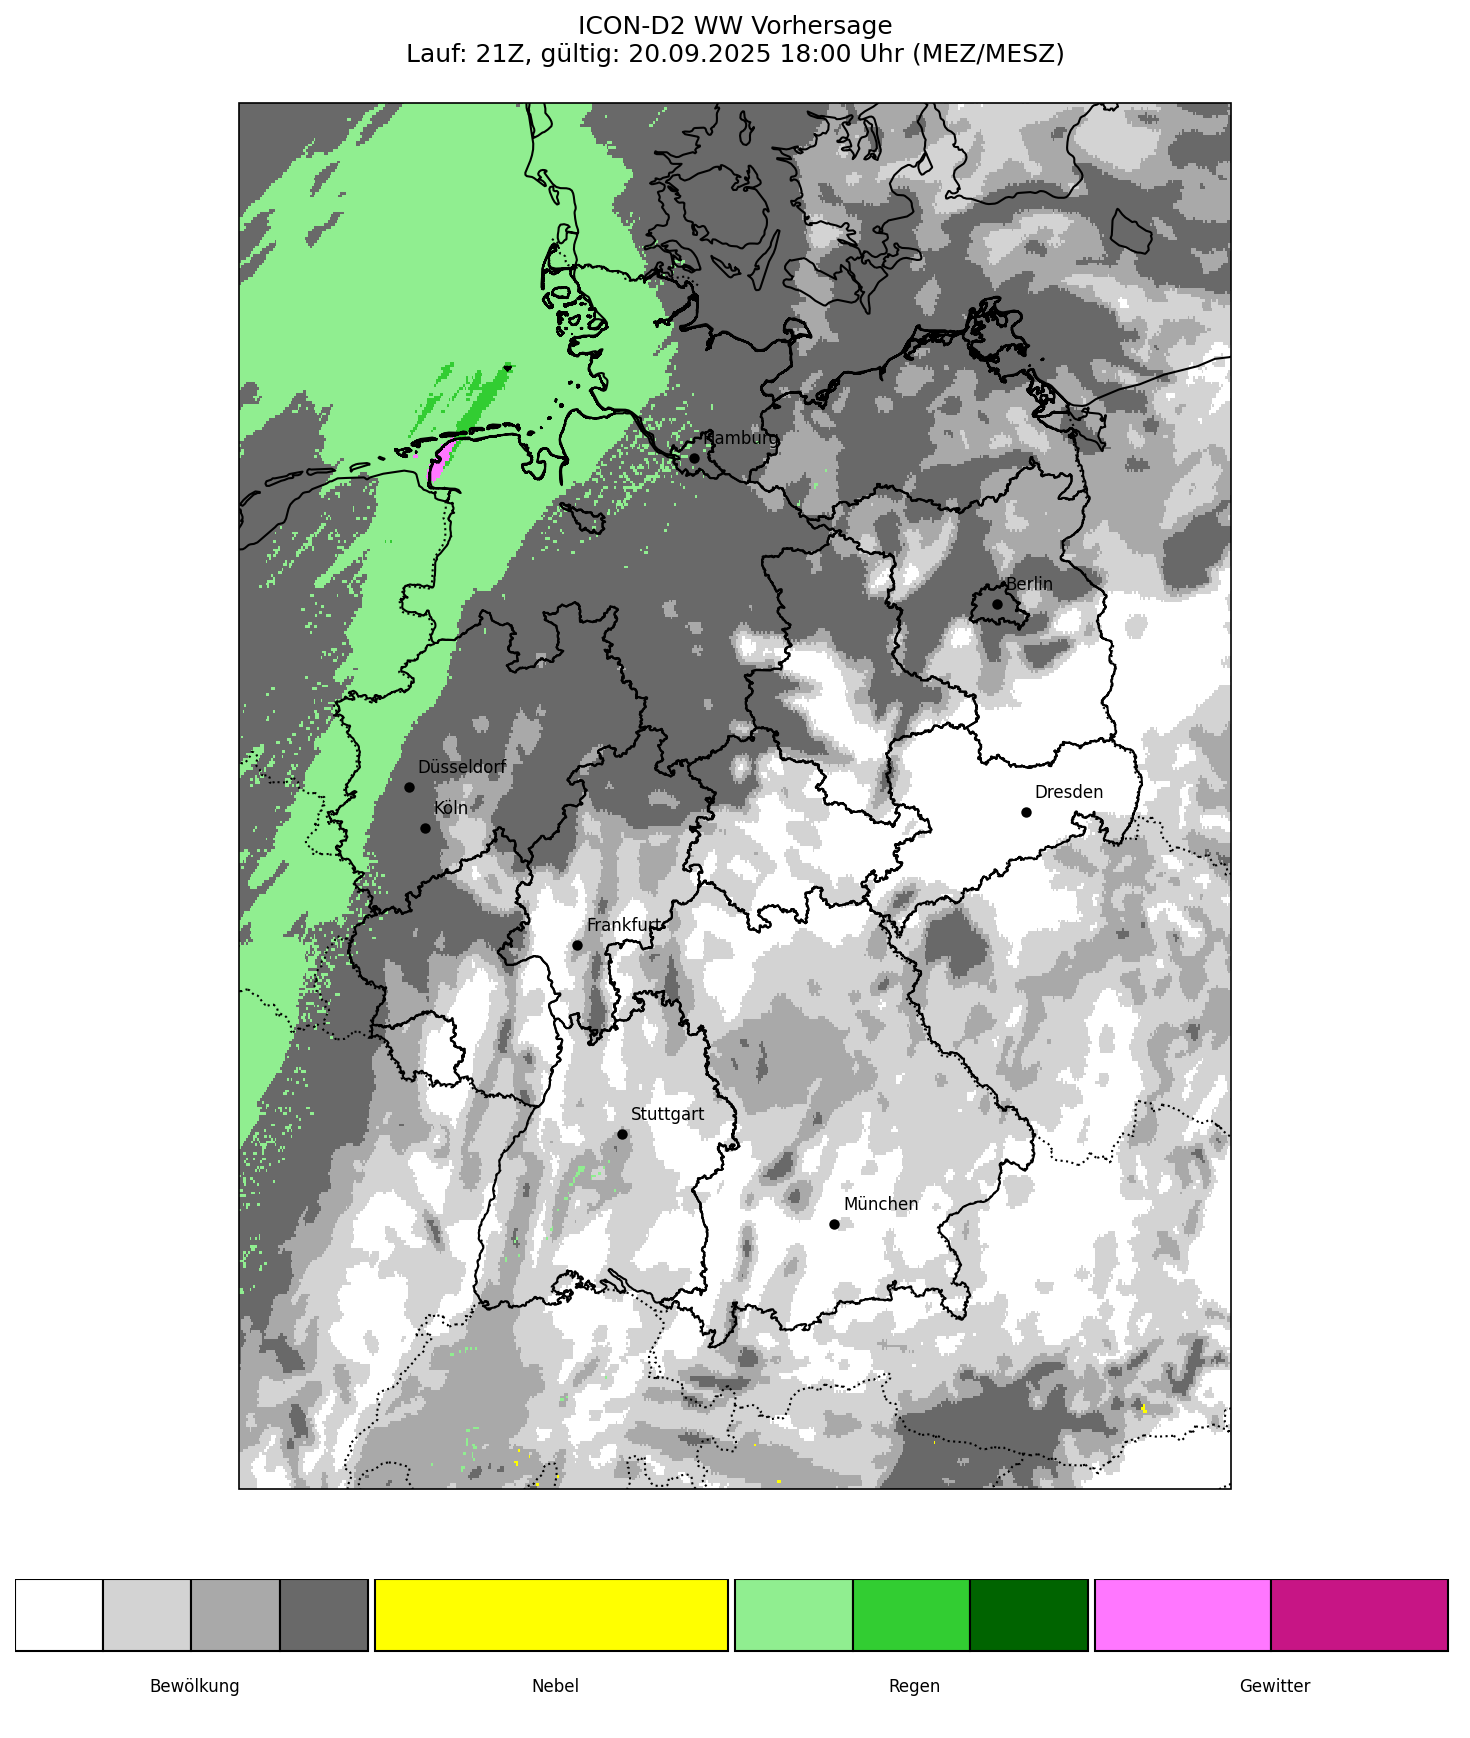 ICON-D2 WW Vorhersage
Lauf: 21Z, gültig: 20.09.2025 18:00 Uhr (MEZ/MESZ)
Hamburg
Berlin
Düsseldorf
Dresden
Köln
Frankfurt
Stuttgart
München
Bewölkung
Nebel
Regen
Gewitter